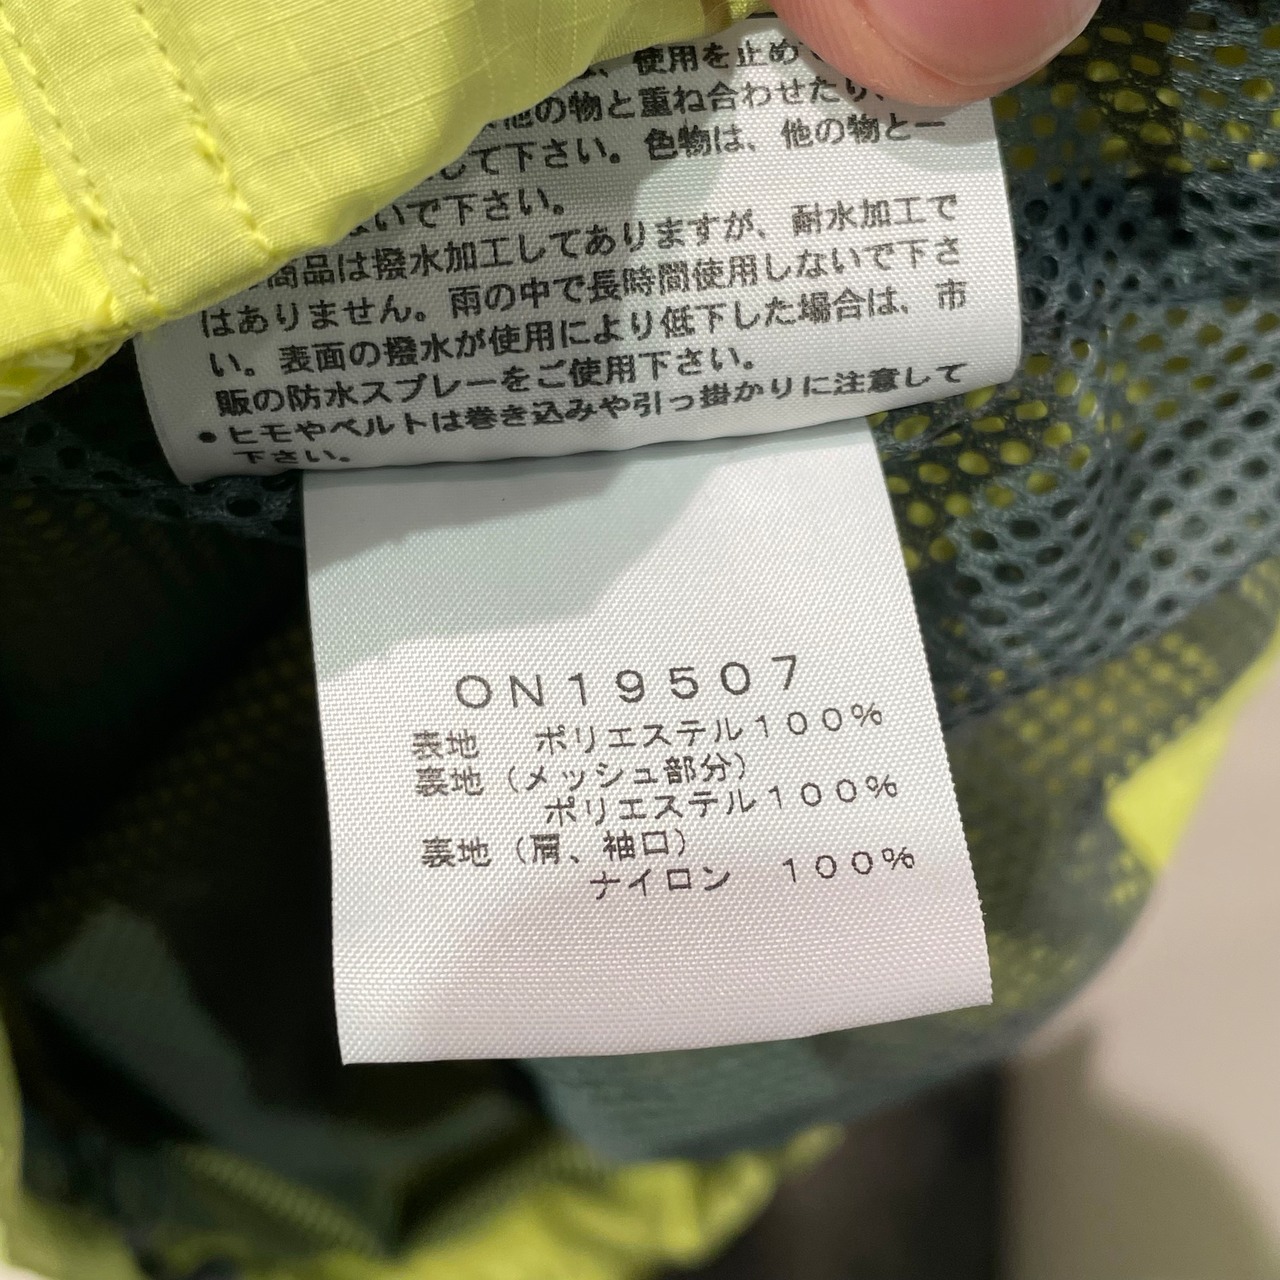 、使用を止めて
他の物と重ね合わせたり、
して下さい。色物は、他の物と一
いで下さい。
商品は撥水加工してありますが、耐水加工で
はありません。雨の中で長時間使用しないで下さ
い。表面の撥水が使用により低下した場合は、市
販の防水スプレーをご使用下さい。
●ヒモやベルトは巻き込みや引っ掛かりに注意して
下さい。
ON19507
表地 ポリエステル100%
裏地(メッシュ部分)
ポリエステル100%
裏地(肩、袖口)
ナイロン 100%